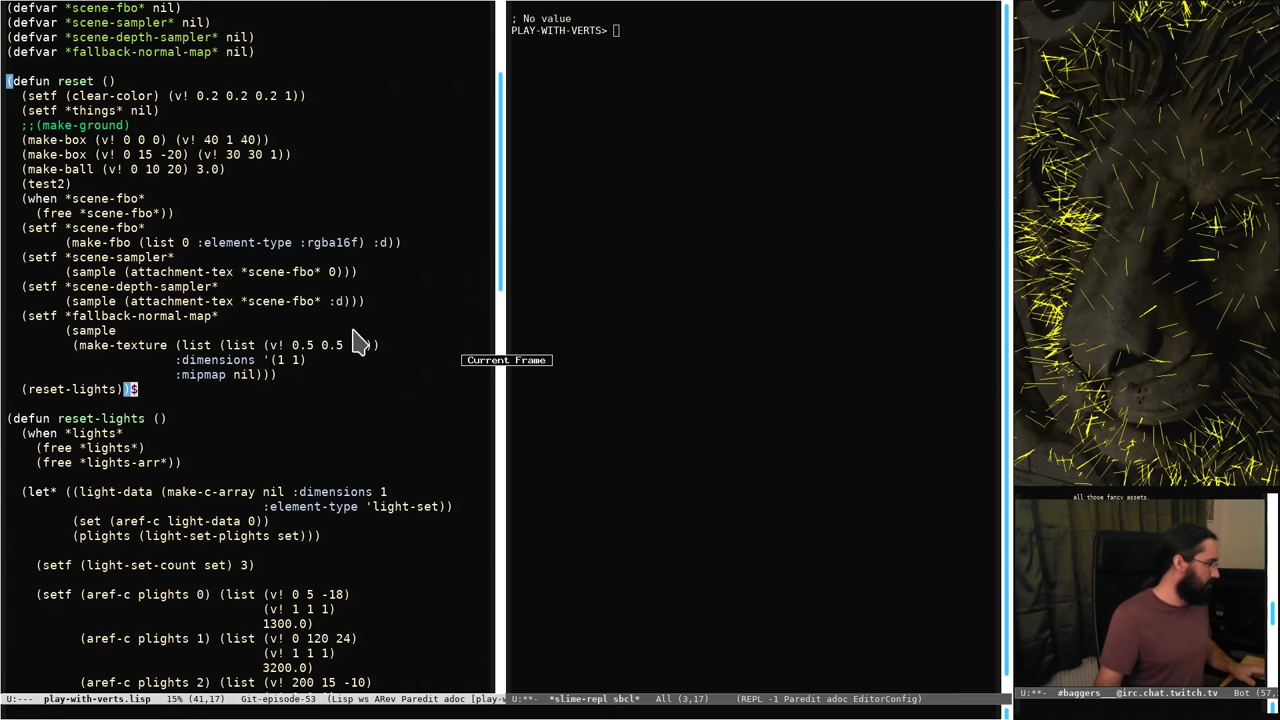 (defvar *scene-fbo* nil)
(defvar *scene-sampler* nil)
(defvar *scene-depth-sampler* nil)
(defvar *fallback-normal-map* nil)
(defun reset ()
(setf (clear-color) (v! 0.2 0.2 0.2 1))
(setf *things* nil)
;;(make-ground)
(make-box (v! 0 0 0) (v! 40 1 40))
(make-box (v! 0 15 -20) (v! 30 30 1))
(make-ball (v! 0 10 20) 3.0)
(test2)
(when *scene-fbo*
(free *scene-fbo*))
(setf *scene-fbo*
(make-fbo (list 0 :element-type :rgba16f) :d))
(setf *scene-sampler*
(sample (attachment-tex *scene-fbo* 0)))
(setf *scene-depth-sampler*
(sample (attachment-tex *scene-fbo* :d)))
(setf *fallback-normal-map*
(sample
(make-texture (list (list (v! 0.5 0.5 ))
:dimensions '(1 1)
:mipmap nil)))
(reset-lights))$
(defun reset-lights ()
(when *lights*
(free *lights*)
(free *lights-arr*))
(let* ((light-data (make-c-array nil :dimensions 1
:element-type 'light-set))
(set (aref-c light-data 0))
(plights (light-set-plights set)))
(setf (light-set-count set) 3)
(setf (aref-c plights 0) (list (v! 0 5 -18)
(v! 1 1 1)
1300.0)
(aref-c plights 1) (list (v! 0 120 24)
(v! 1 1 1)
3200.0)
(aref-c plights 2) (list (v! 200 15 -10)
U:--- play-with-verts.lisp 15% (41,17) Git-episode-53 (Lisp ws ARev Paredit adoc [play-w
; No value
PLAY-WITH-VERTS>
Current Frame
U:**- *slime-repl sbcl* All (3,17) (REPL -1 Paredit adoc EditorConfig)
all those fancy assets.
U:**- #baggers___@irc.chat.twitch.tv Bot (57,